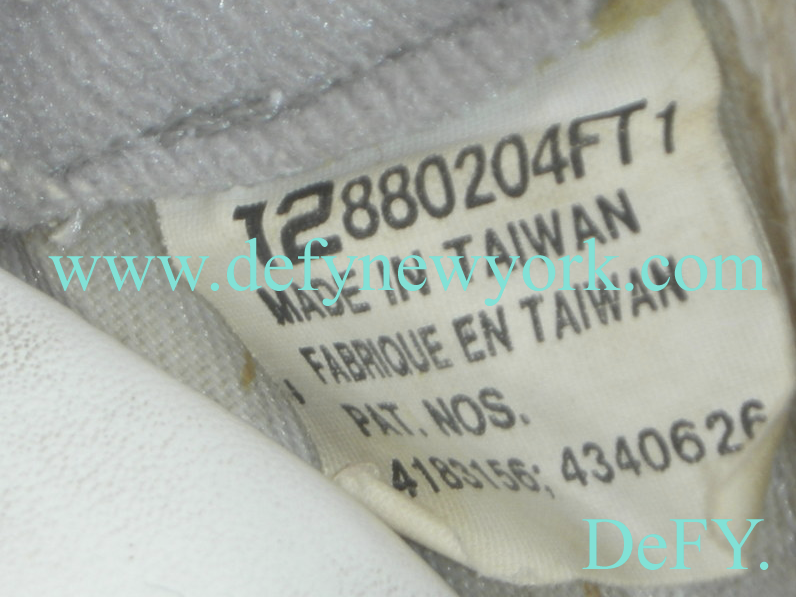 12 880204FT1
MADE IN TAIWAN
www.defynewyork.com
FABRIQUE EN TAIWAN
PAT. NOS.
4183156; 4340626
DeFY.